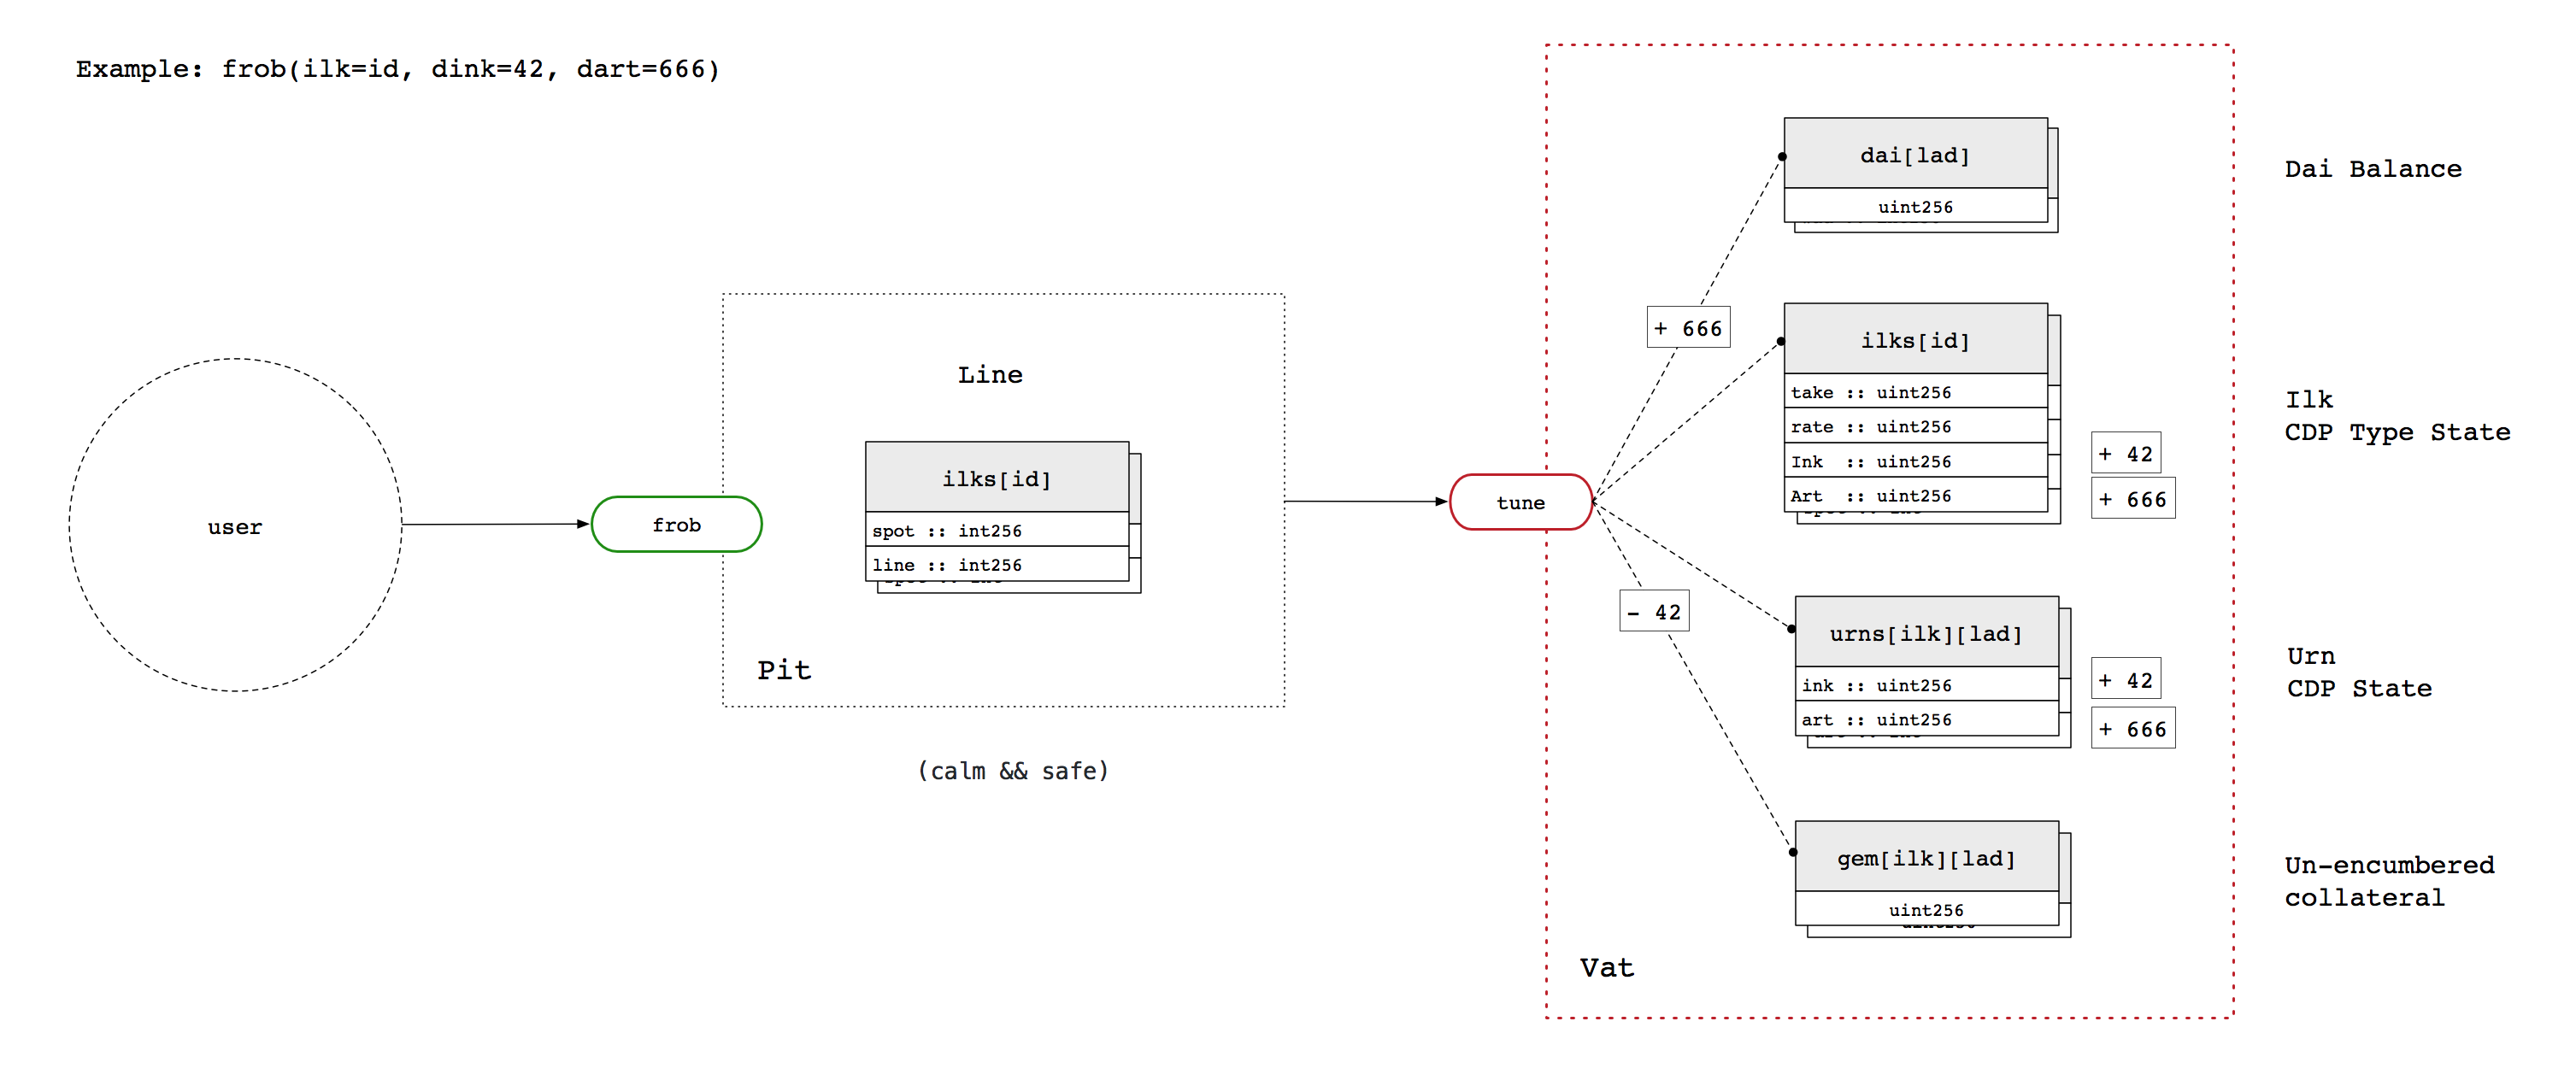 Example: frob(ilk=id, dink=42, dart=666)
user
frob
Line
ilks[id]
spot :: int256
line :: int256
Pit
(calm && safe)
tune
+ 666
- 42
dai[lad]
uint256
Dai Balance
ilks[id]
take :: uint256
rate :: uint256
Ink :: uint256
Art :: uint256
+ 42
+ 666
Ilk
CDP Type State
urns[ilk][lad]
ink :: uint256
art :: uint256
+ 42
+ 666
Urn
CDP State
gem[ilk][lad]
uint256
Un-encumbered
collateral
Vat